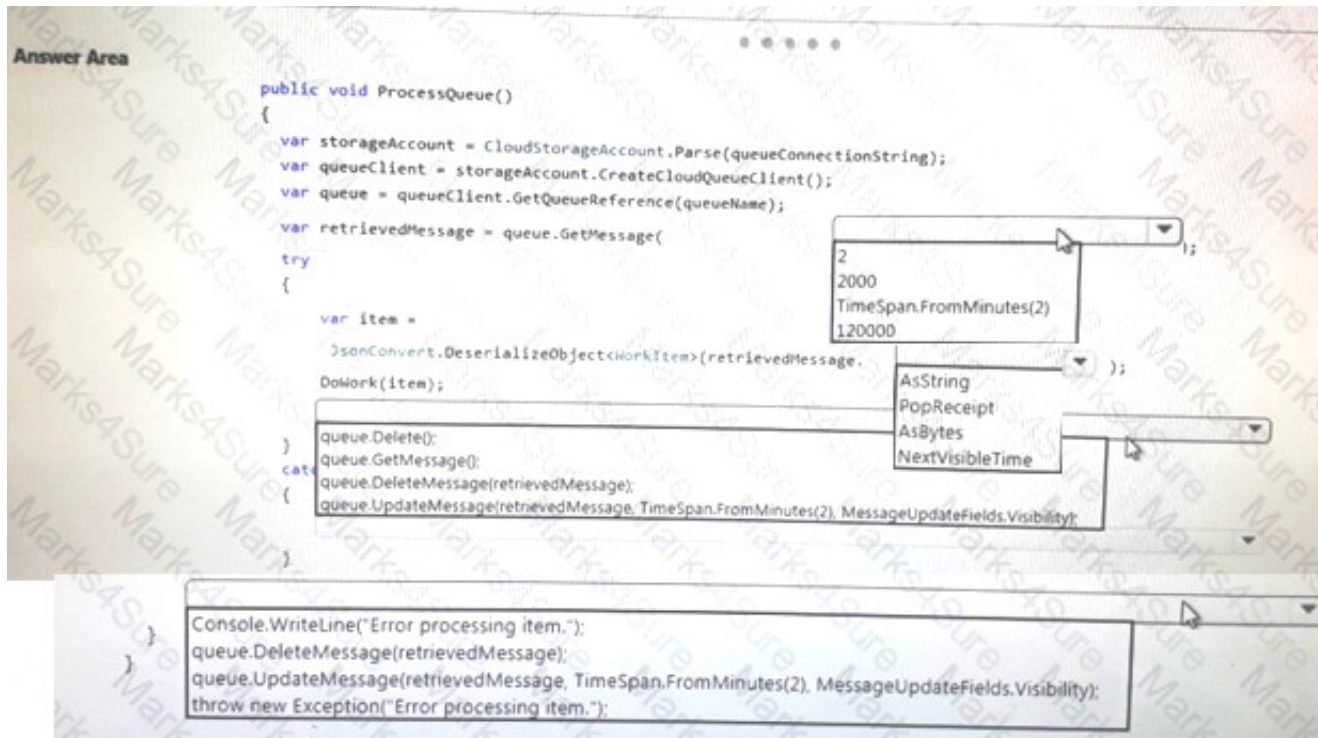 Answer Area
public void ProcessQueue()
{
var storageAccount = CloudStorageAccount.Parse(queueConnectionString);
var queueClient = storageAccount.CreateCloudQueueClient();
var queue = queueClient.GetQueueReference(queueName);
var retrievedMessage = queue.GetMessage(
);
try
{
2
2000
TimeSpan.FromMinutes(2)
120000
var item =
JsonConvert.DeserializeObject<WorkItem>(retrievedMessage.
);
DoWork(item);
AsString
PopReceipt
AsBytes
NextVisibleTime
}
cat
{
queue.Delete();
queue.GetMessage();
queue.DeleteMessage(retrievedMessage);
queue.UpdateMessage(retrievedMessage, TimeSpan.FromMinutes(2), MessageUpdateFields.Visibility);
}
}
}
Console.WriteLine("Error processing item.");
queue.DeleteMessage(retrievedMessage);
queue.UpdateMessage(retrievedMessage, TimeSpan.FromMinutes(2), MessageUpdateFields.Visibility);
throw new Exception("Error processing item.");
Marks4Sure